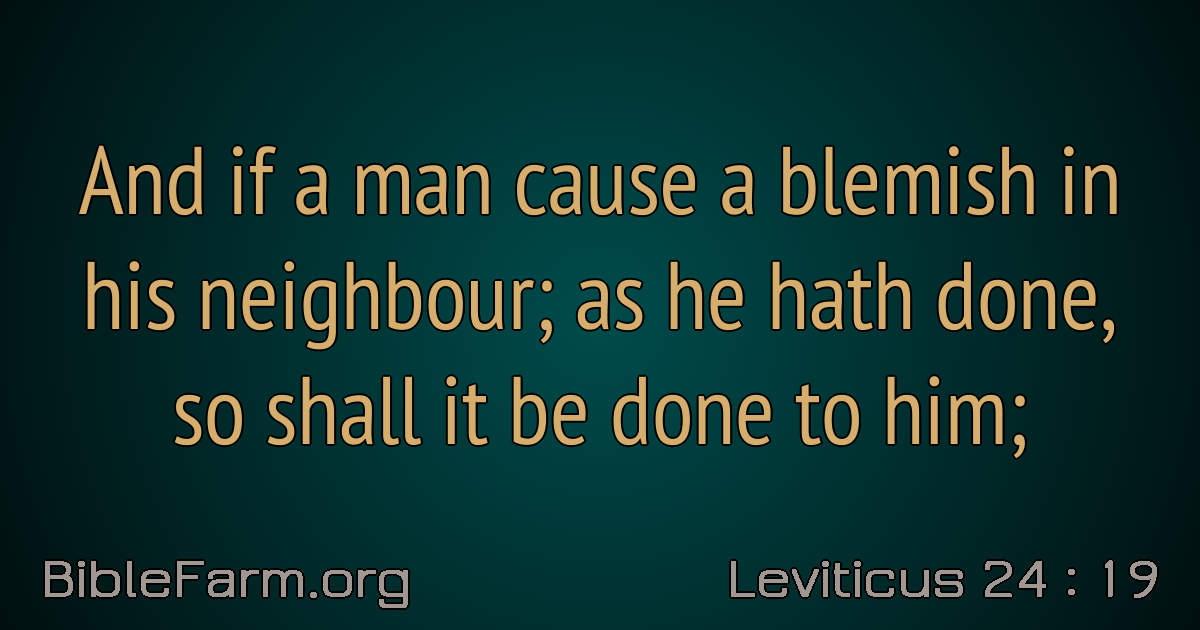 And if a man cause a blemish in
his neighbour; as he hath done,
so shall it be done to him;
BibleFarm.org
Leviticus 24 : 19